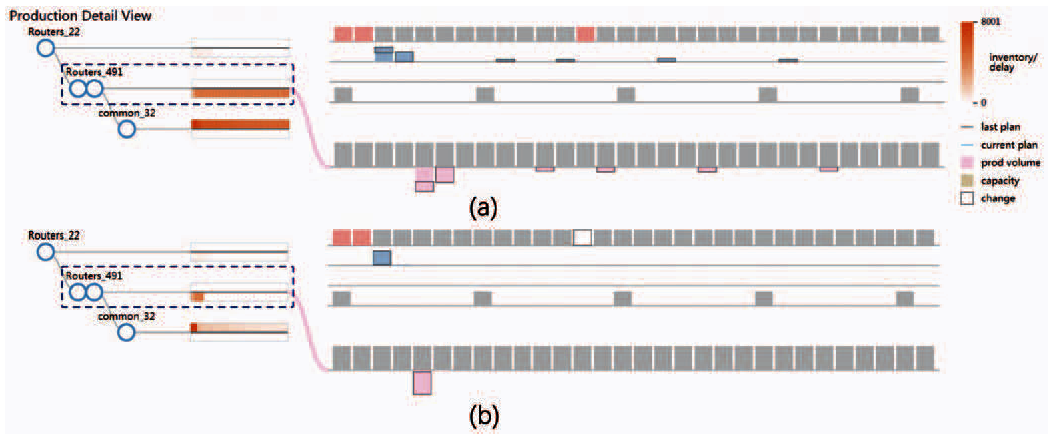 Production Detail View
Routers_22
Routers_491
common_32
8001
inventory/
delay
0
last plan
current plan
prod volume
capacity
change
(a)
Routers_22
Routers_491
common_32
(b)